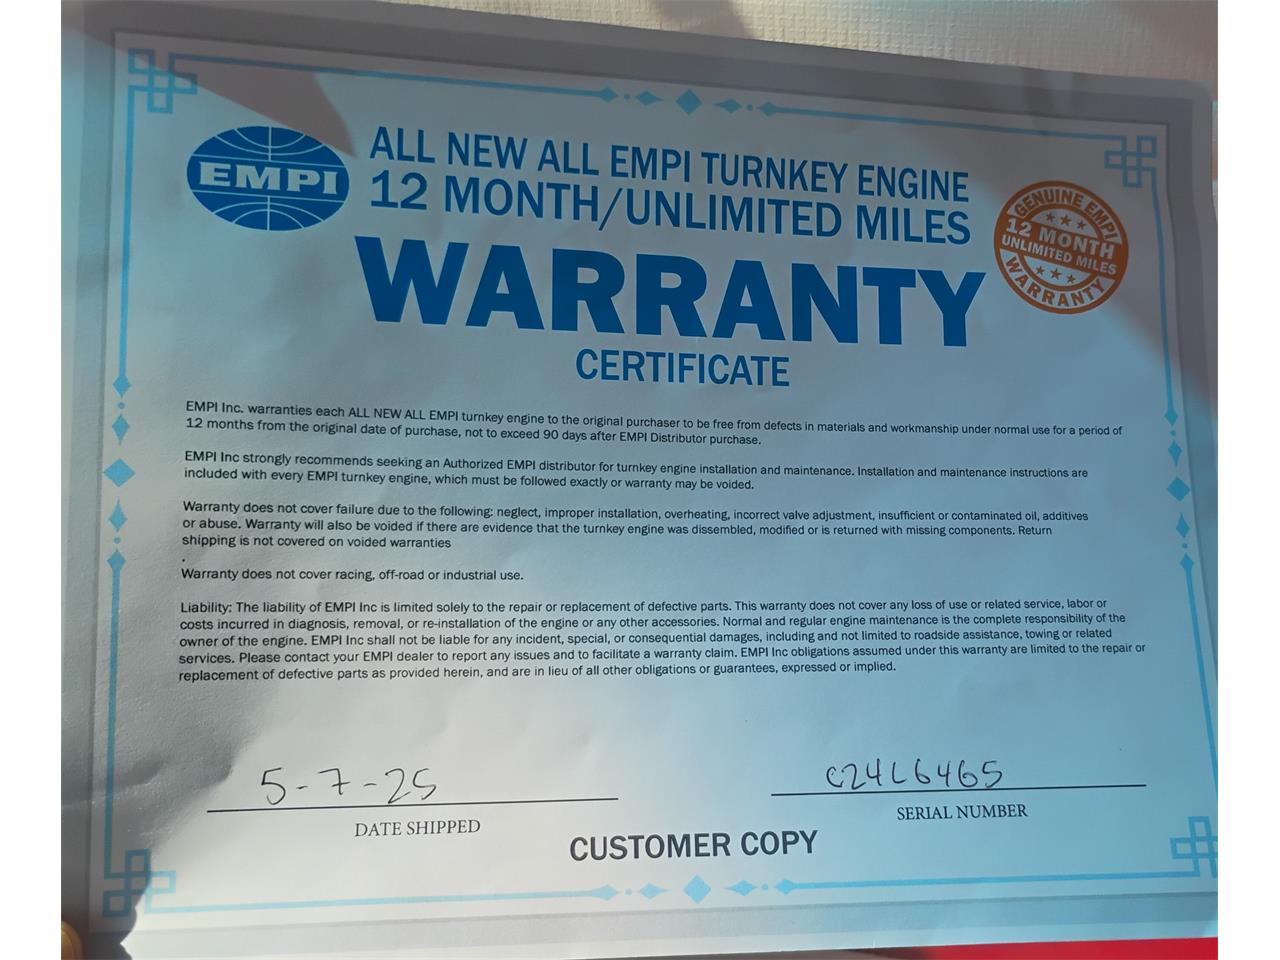 EMPI
ALL NEW ALL EMPI TURNKEY ENGINE
12 MONTH/UNLIMITED MILES
WARRANTY
CERTIFICATE
GENUINE EMPI
12 MONTH
UNLIMITED MILES
WARRANTY
EMPI Inc. warranties each ALL NEW ALL EMPI turnkey engine to the original purchaser to be free from defects in materials and workmanship under normal use for a period of
12 months from the original date of purchase, not to exceed 90 days after EMPI Distributor purchase.
EMPI Inc strongly recommends seeking an Authorized EMPI distributor for turnkey engine installation and maintenance. Installation and maintenance instructions are
included with every EMPI turnkey engine, which must be followed exactly or warranty may be voided.
Warranty does not cover failure due to the following: neglect, improper installation, overheating, incorrect valve adjustment, insufficient or contaminated oil, additives
or abuse. Warranty will also be voided if there are evidence that the turnkey engine was dissembled, modified or is returned with missing components. Return
shipping is not covered on voided warranties
.
Warranty does not cover racing, off-road or industrial use.
Liability: The liability of EMPI Inc is limited solely to the repair or replacement of defective parts. This warranty does not cover any loss of use or related service, labor or
costs incurred in diagnosis, removal, or re-installation of the engine or any other accessories. Normal and regular engine maintenance is the complete responsibility of the
owner of the engine. EMPI Inc shall not be liable for any incident, special, or consequential damages, including and not limited to roadside assistance, towing or related
services. Please contact your EMPI dealer to report any issues and to facilitate a warranty claim. EMPI Inc obligations assumed under this warranty are limited to the repair or
replacement of defective parts as provided herein, and are in lieu of all other obligations or guarantees, expressed or implied.
5-7-25
C24L6465
DATE SHIPPED
SERIAL NUMBER
CUSTOMER COPY